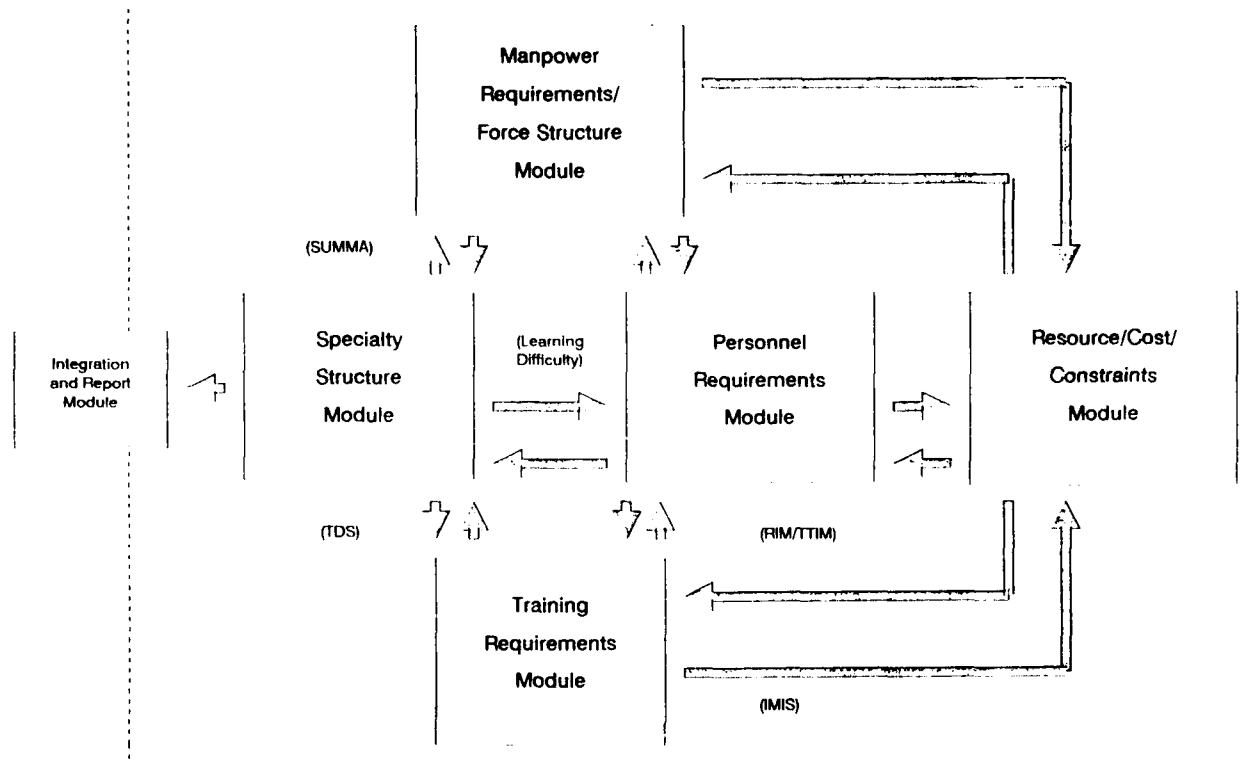 Manpower
Requirements/
Force Structure
Module
(SUMMA)
Integration
and Report
Module
Specialty
Structure
Module
(Learning
Difficulty)
Personnel
Requirements
Module
Resource/Cost/
Constraints
Module
(TDS)
(RIM/TTIM)
Training
Requirements
Module
(IMIS)